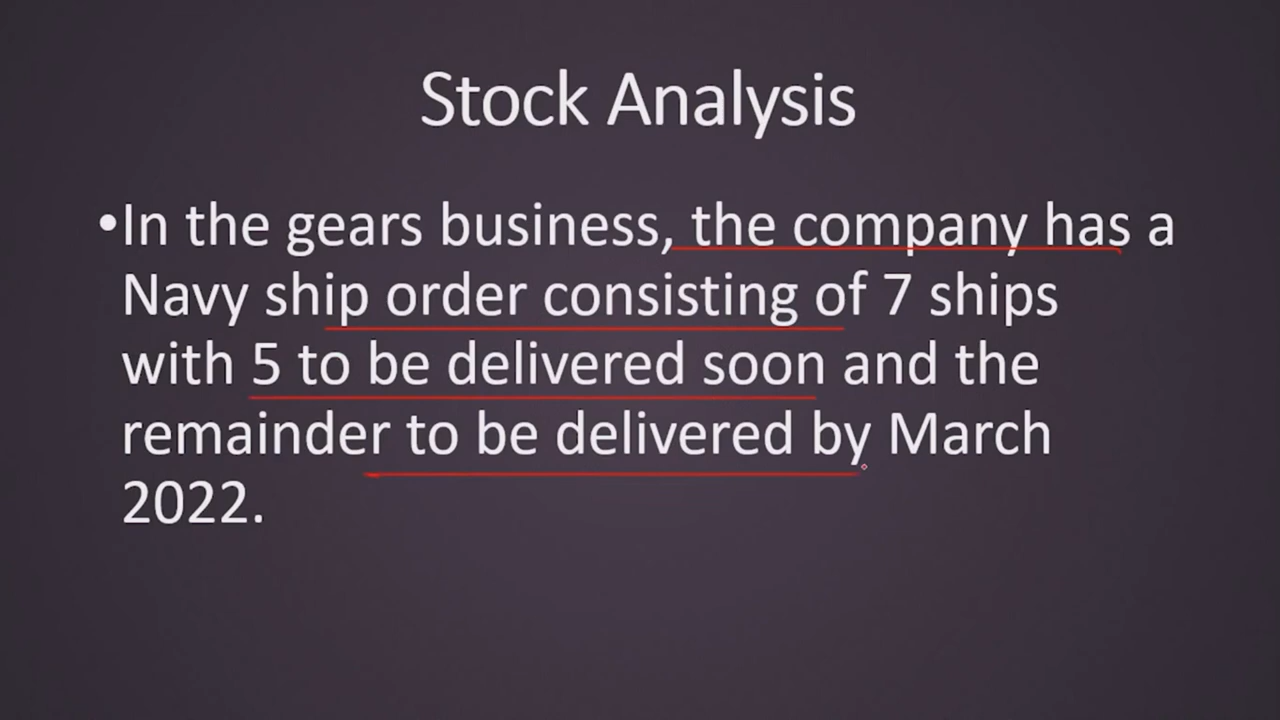 Stock Analysis
•In the gears business, the company has a
Navy ship order consisting of 7 ships
with 5 to be delivered soon and the
remainder to be delivered by March
2022.